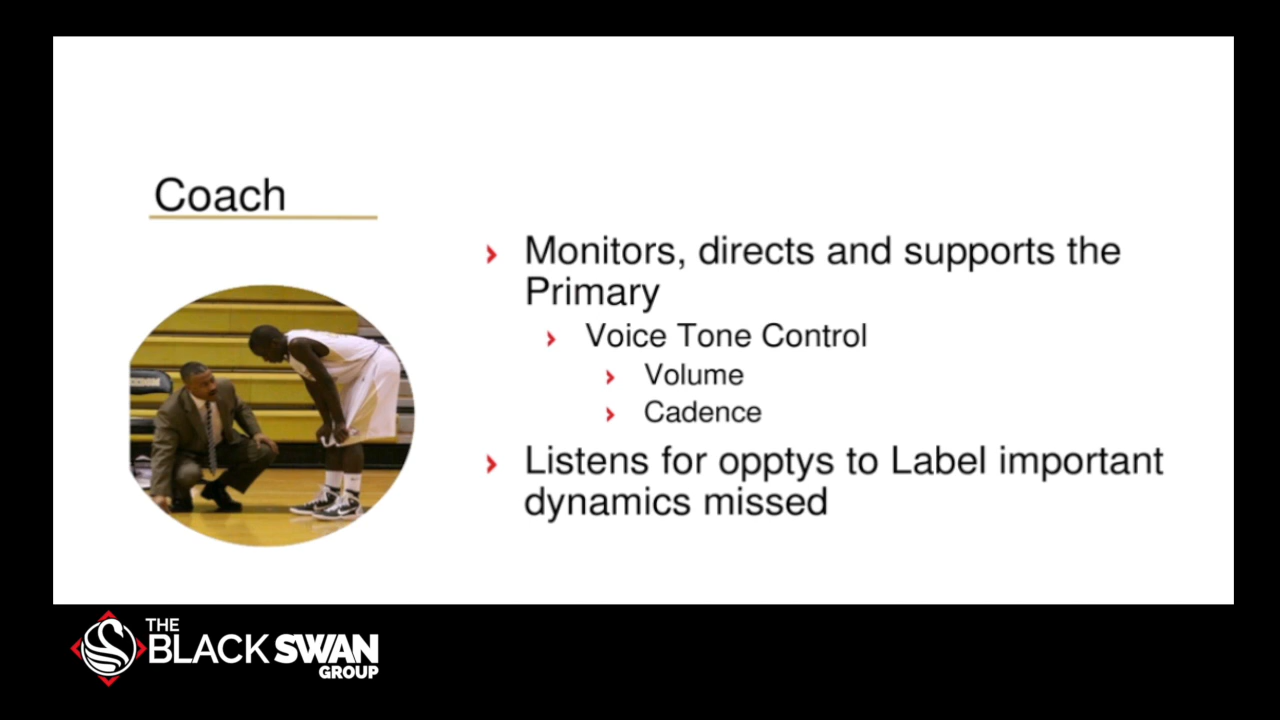 Coach
› Monitors, directs and supports the
Primary
› Voice Tone Control
› Volume
› Cadence
› Listens for opptys to Label important
dynamics missed
THE
BLACK SWAN
GROUP